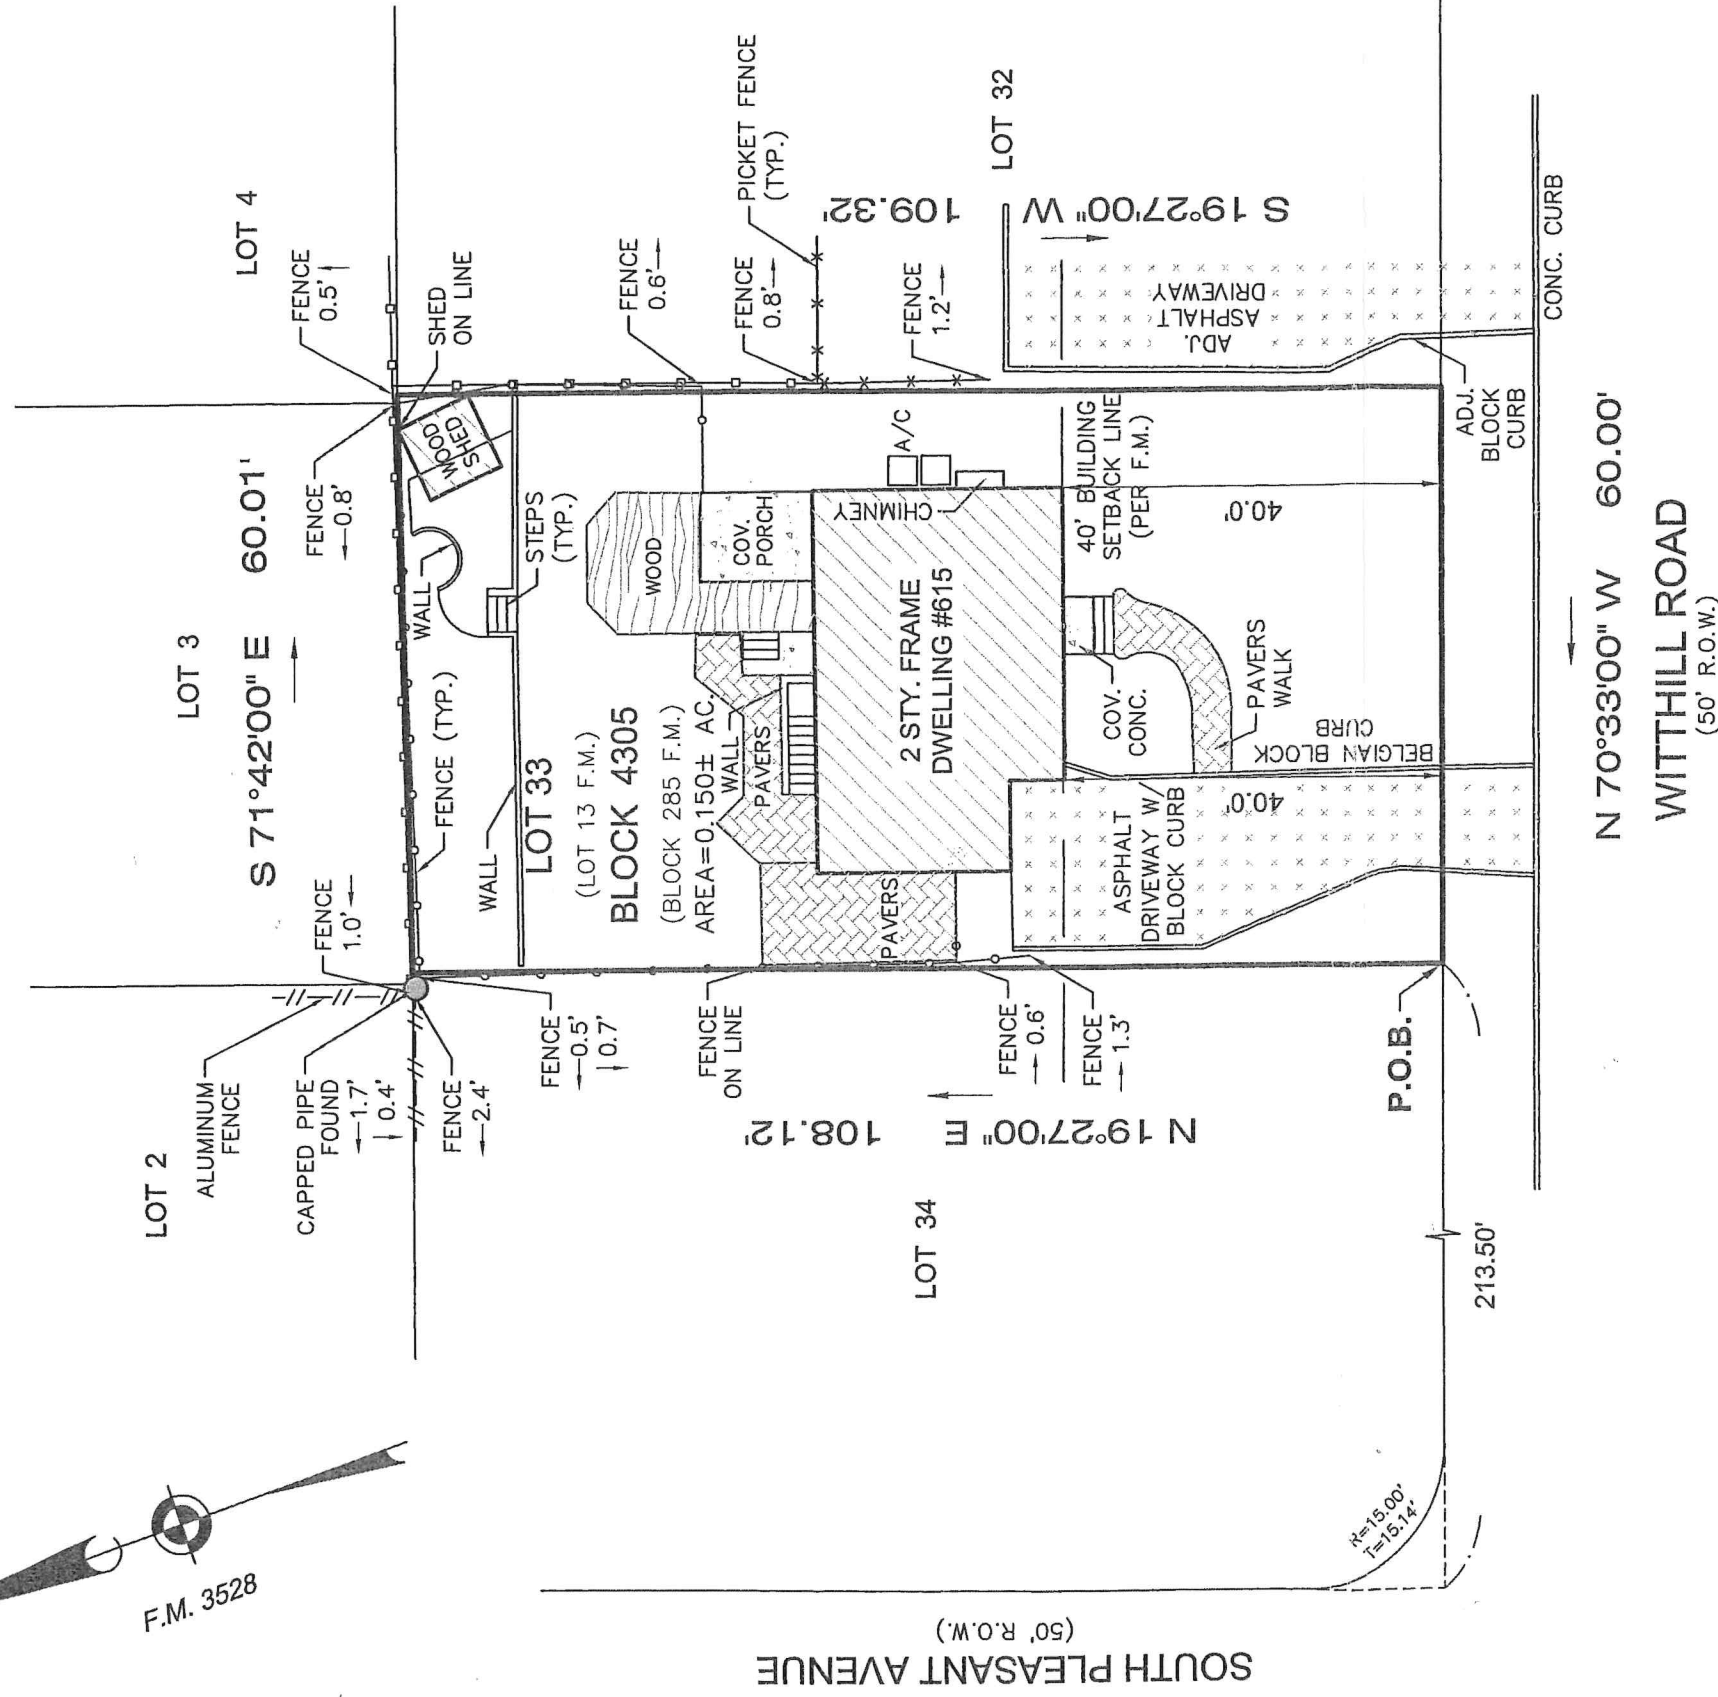 LOT 2
LOT 3
LOT 4
ALUMINUM
FENCE
CAPPED PIPE
FOUND
←1.7'
↓ 0.4'
FENCE
1.0' ←
FENCE
←2.4'
S 71°42'00" E 60.01'
FENCE
←0.8'
FENCE
0.5' ↑
SHED
ON LINE
WOOD
SHED
WALL
FENCE (TYP.)
WALL
STEPS
(TYP.)
LOT 33
(LOT 13 F.M.)
BLOCK 4305
(BLOCK 285 F.M.)
AREA=0.150± AC.
WALL
PAVERS
WOOD
COV.
PORCH
FENCE
0.6'→
FENCE
0.8'→
PICKET FENCE
(TYP.)
FENCE
1.2'→
109.32'
S 19°27'00" W
LOT 32
FENCE
←0.5'
↓ 0.7'
FENCE
ON LINE
FENCE
→ 0.6'
FENCE
→ 1.3'
N 19°27'00" E 108.12'
LOT 34
PAVERS
2 STY. FRAME
DWELLING #615
CHIMNEY
A/C
40' BUILDING
SETBACK LINE
(PER F.M.)
40.0'
COV.
CONC.
PAVERS
WALK
BELGIAN BLOCK
CURB
40.0'
ASPHALT
DRIVEWAY W
BLOCK CURB
ADJ.
ASPHALT
DRIVEWAY
ADJ.
BLOCK
CURB
CONC. CURB
P.O.B.
213.50'
N 70°33'00" W 60.00'
WITTHILL ROAD
(50' R.O.W.)
R=15.00'
T=15.14'
SOUTH PLEASANT AVENUE
(50' R.O.W.)
F.M. 3528